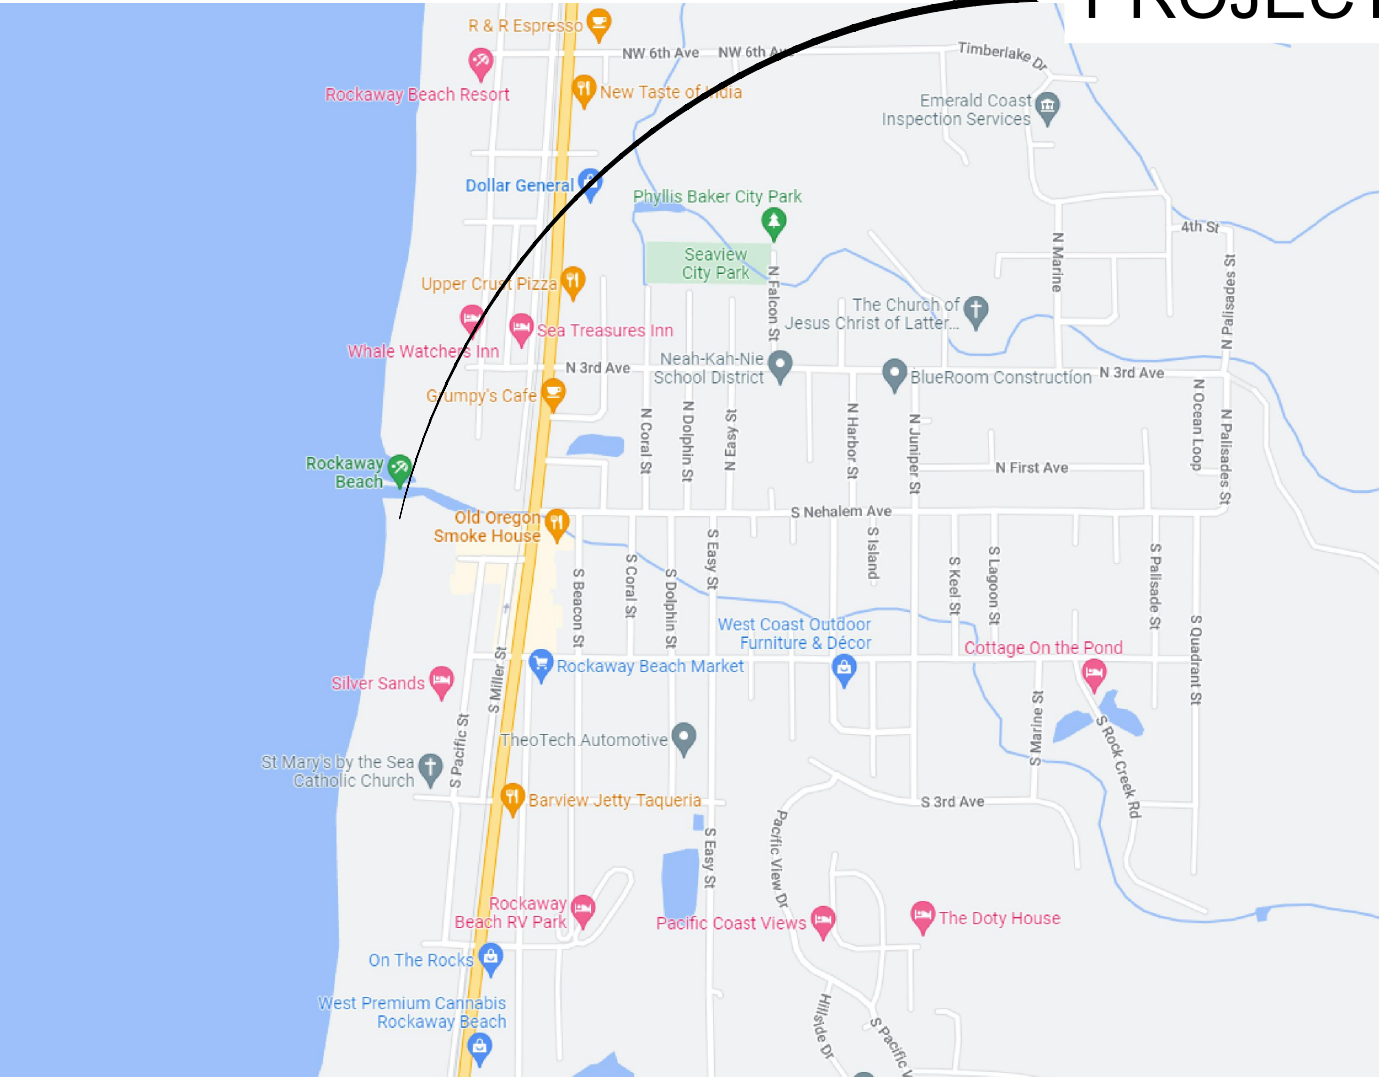 PROJECT
R & R Espresso
NW 6th Ave
NW 6th Ave
Timberlake Dr
Rockaway Beach Resort
New Taste of India
Emerald Coast
Inspection Services
Dollar General
Phyllis Baker City Park
4th St
Seaview
City Park
N Marine
N Palisades St
Upper Crust Pizza
N Falcon St
The Church of
Jesus Christ of Latter...
Sea Treasures Inn
Whale Watchers Inn
N 3rd Ave
Neah-Kah-Nie
School District
BlueRoom Construction
N 3rd Ave
Grumpy's Cafe
N Coral St
N Dolphin St
N Easy St
N Harbor St
N Juniper St
N Ocean Loop
N Palisades St
Rockaway
Beach
N First Ave
S Nehalem Ave
Old Oregon
Smoke House
S Easy St
S Island
S Keel St
S Lagoon St
S Palisade St
S Beacon St
S Coral St
S Dolphin St
West Coast Outdoor
Furniture & Décor
S Quadrant St
Cottage On the Pond
Rockaway Beach Market
S Miller St
Silver Sands
S Marine St
S Rock Creek Rd
S Pacific St
TheoTech Automotive
St Mary's by the Sea
Catholic Church
Barview Jetty Taqueria
S 3rd Ave
Pacific View Dr
S Easy St
Rockaway
Beach RV Park
Pacific Coast Views
The Doty House
On The Rocks
West Premium Cannabis
Rockaway Beach
Hillside Dr
S Pacific